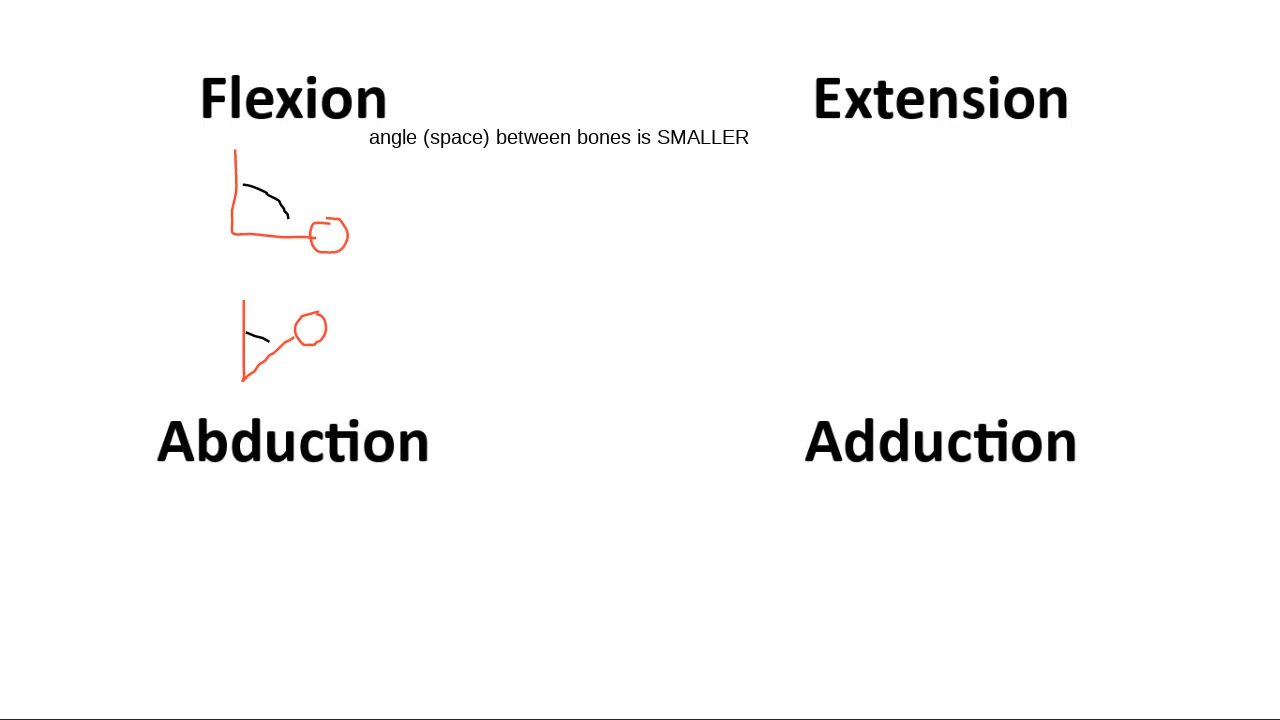 Flexion
Extension
angle (space) between bones is SMALLER
Abduction
Adduction